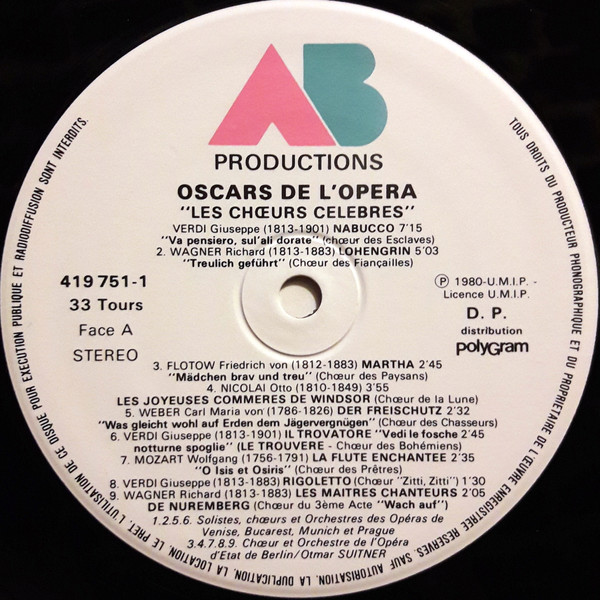 AB
PRODUCTIONS
OSCARS DE L'OPERA
"LES CHŒURS CELEBRES"
VERDI Giuseppe (1813-1901) NABUCCO 7'15
"Va pensiero, sul'ali dorate" (chœur des Esclaves)
2. WAGNER Richard (1813-1883) LOHENGRIN 5'03
"Treulich geführt" (Chœur des Fiançailles)
419 751-1
33 Tours
Face A
STEREO
Ⓟ 1980-U.M.I.P. -
Licence U.M.I.P.
D. P.
distribution
polyGram
3. FLOTOW Friedrich von (1812-1883) MARTHA 2'45
"Mädchen brav und treu" (Chœur des Paysans)
4. NICOLAI Otto (1810-1849) 3'55
LES JOYEUSES COMMERES DE WINDSOR (Chœur de la Lune)
5. WEBER Carl Maria von (1786-1826) DER FREISCHUTZ 2'32
"Was gleicht wohl auf Erden dem Jägervergnügen" (Chœur des Chasseurs)
6. VERDI Giuseppe (1813-1901) IL TROVATORE "Vedi le fosche 2'45
notturne spoglie" (LE TROUVERE - Chœur des Bohémiens)
7. MOZART Wolfgang (1756-1791) LA FLUTE ENCHANTEE 2'35
"O Isis et Osiris" (Chœur des Prêtres)
8. VERDI Giuseppe (1813-1901) RIGOLETTO (Chœur "Zitti, Zitti") 1'30
9. WAGNER Richard (1813-1883) LES MAITRES CHANTEURS 2'05
DE NUREMBERG (Chœur du 3ème Acte "Wach auf")
1.2.5.6. Solistes, chœurs et Orchestres des Opéras de
Venise, Bucarest, Munich et Prague
3.4.7.8.9. Chœur et Orchestre de l'Opéra
d'Etat de Berlin/Otmar SUITNER
TOUS DROITS DU PRODUCTEUR PHONOGRAPHIQUE ET DU PROPRIETAIRE DE L'ŒUVRE ENREGISTREE RESERVES. SAUF AUTORISATION, LA DUPLICATION, LA LOCATION, LE PRET, L'UTILISATION DE CE DISQUE POUR EXECUTION PUBLIQUE ET RADIODIFFUSION SONT INTERDITS.